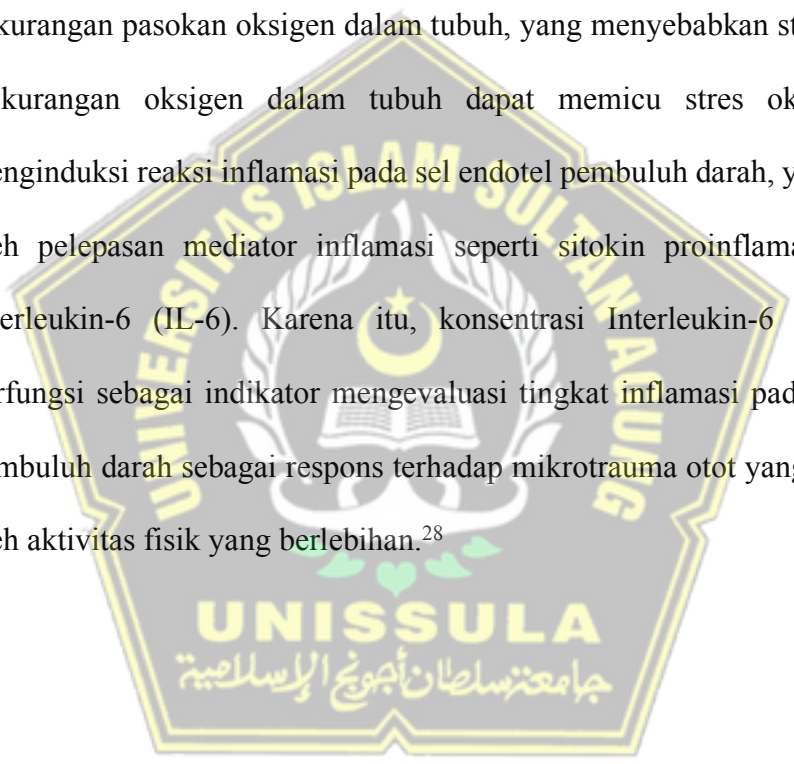 kurangan pasokan oksigen dalam tubuh, yang menyebabkan st
kurangan oksigen dalam tubuh dapat memicu stres ok
enginduksi reaksi inflamasi pada sel endotel pembuluh darah, y
eh pelepasan mediator inflamasi seperti sitokin proinflama
erleukin-6 (IL-6). Karena itu, konsentrasi Interleukin-6
rfungsi sebagai indikator mengevaluasi tingkat inflamasi pad
mbuluh darah sebagai respons terhadap mikrotrauma otot yang
eh aktivitas fisik yang berlebihan.28
UNIVERSITAS ISLAM SULTAN AGUNG
UNISSULA
جامعة سلطان أجونج الإسلامية